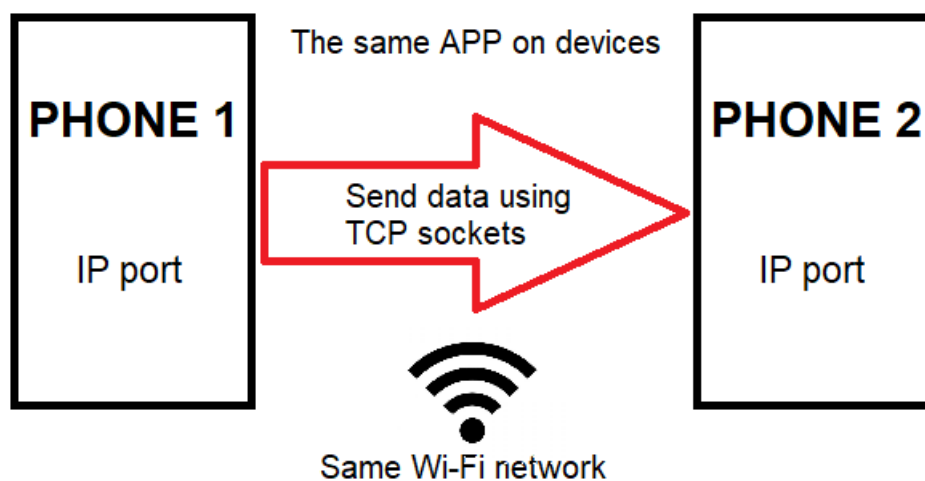 The same APP on devices
PHONE 1
PHONE 2
Send data using
TCP sockets
IP port
IP port
Same Wi-Fi network